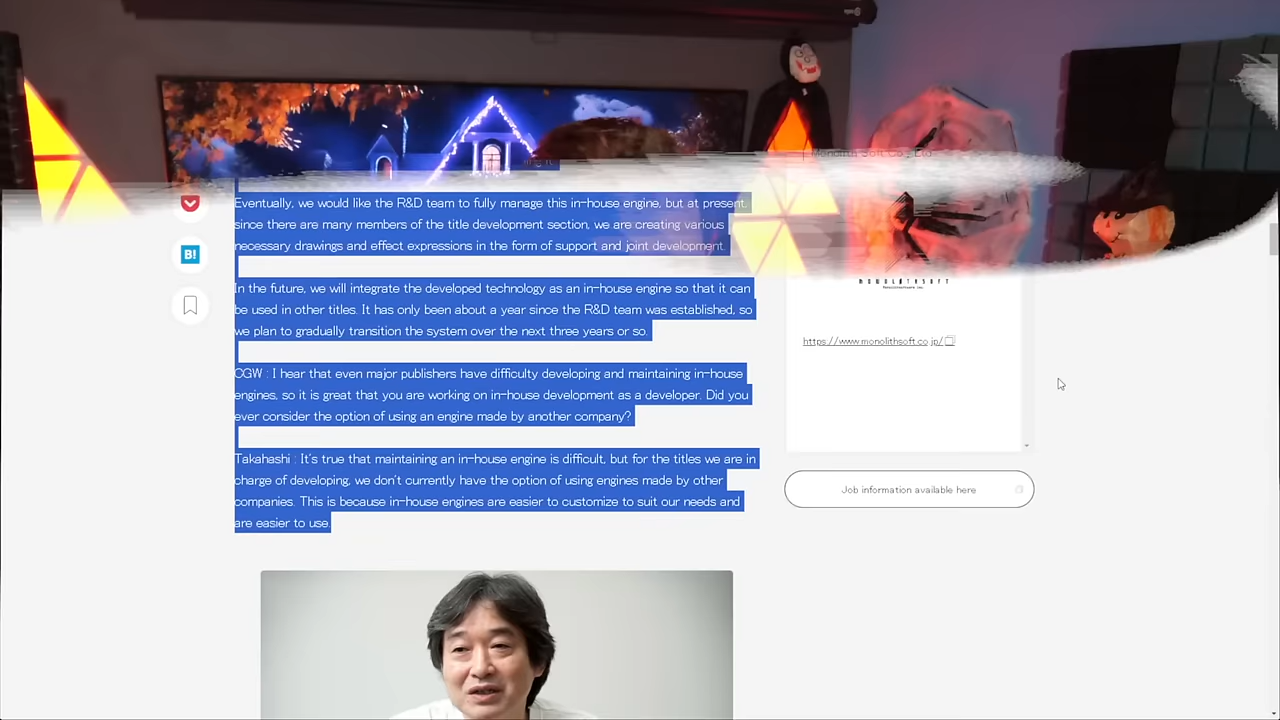 Eventually, we would like the R&D team to fully manage this in-house engine, but at present,
since there are many members of the title development section, we are creating various
necessary drawings and effect expressions in the form of support and joint development.
In the future, we will integrate the developed technology as an in-house engine so that it can
be used in other titles. It has only been about a year since the R&D team was established, so
we plan to gradually transition the system over the next three years or so.
CGW : I hear that even major publishers have difficulty developing and maintaining in-house
engines, so it is great that you are working on in-house development as a developer. Did you
ever consider the option of using an engine made by another company?
Takahashi : It's true that maintaining an in-house engine is difficult, but for the titles we are in
charge of developing, we don't currently have the option of using engines made by other
companies. This is because in-house engines are easier to customize to suit our needs and
are easier to use.
B!
Monolith Soft Co., Ltd.
MONOLITHSOFT
https://www.monolithsoft.co.jp/
Job information available here